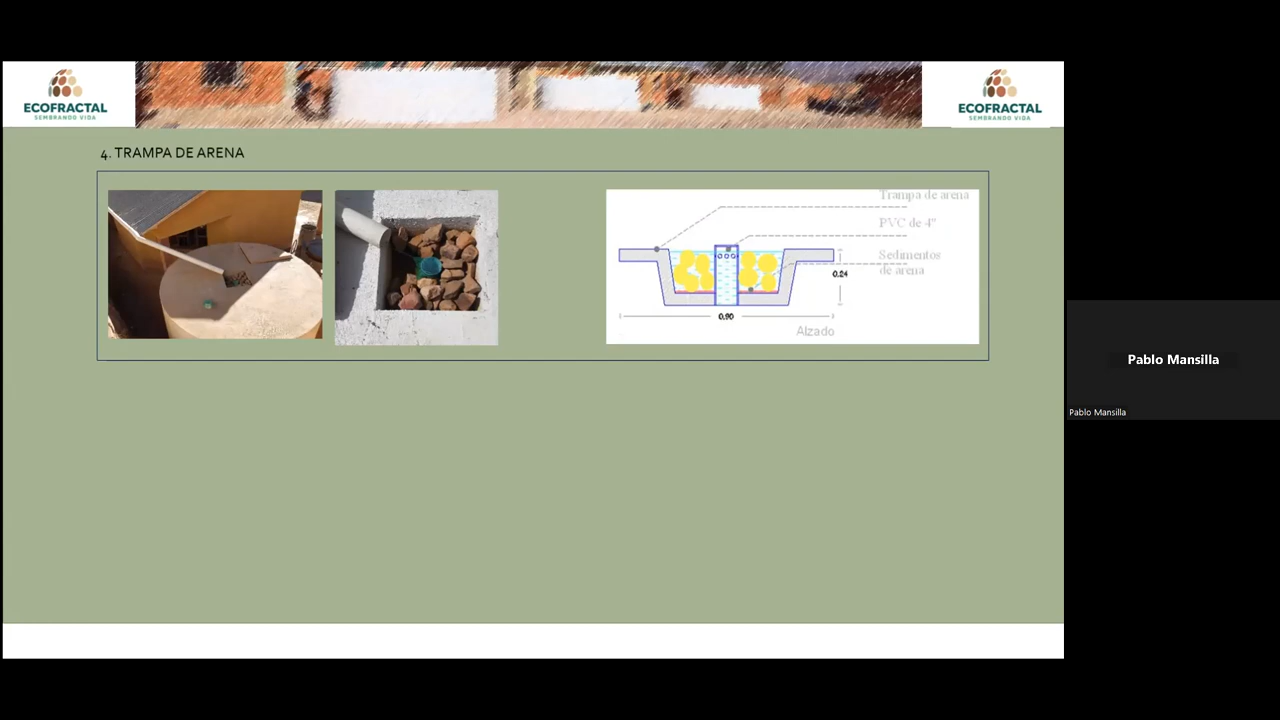 ECOFRACTAL
SEMBRANDO VIDA
ECOFRACTAL
SEMBRANDO VIDA
4. TRAMPA DE ARENA
Trampa de arena
PVC de 4"
Sedimentos
de arena
0.24
0.90
Alzado
Pablo Mansilla
Pablo Mansilla